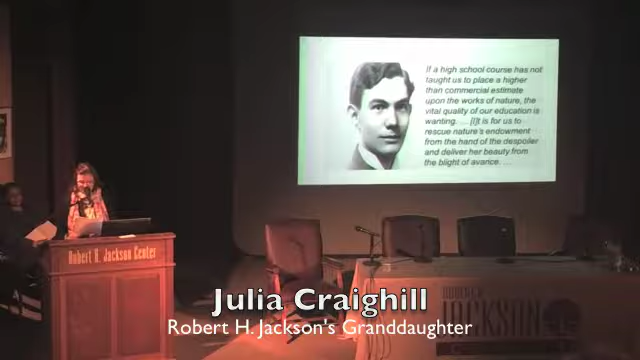 If a high school course has not
taught us to place a higher
than commercial estimate
upon the works of nature, the
vital quality of our education is
wanting. ... [I]t is for us to
rescue nature's endowment
from the hand of the despoiler
and deliver her beauty from
the blight of avarice. ...
Robert H. Jackson Center
ROBERT H.
JACKSON
Julia Craighill
Robert H. Jackson's Granddaughter